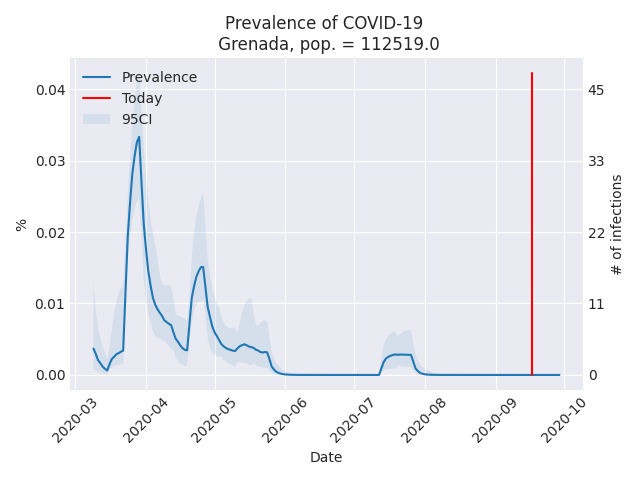 Prevalence of COVID-19
Grenada, pop. = 112519.0
Prevalence
Today
95CI
0.04
0.03
0.02
0.01
0.00
%
45
33
22
11
0
# of infections
2020-03
2020-04
2020-05
2020-06
2020-07
2020-08
2020-09
2020-10
Date